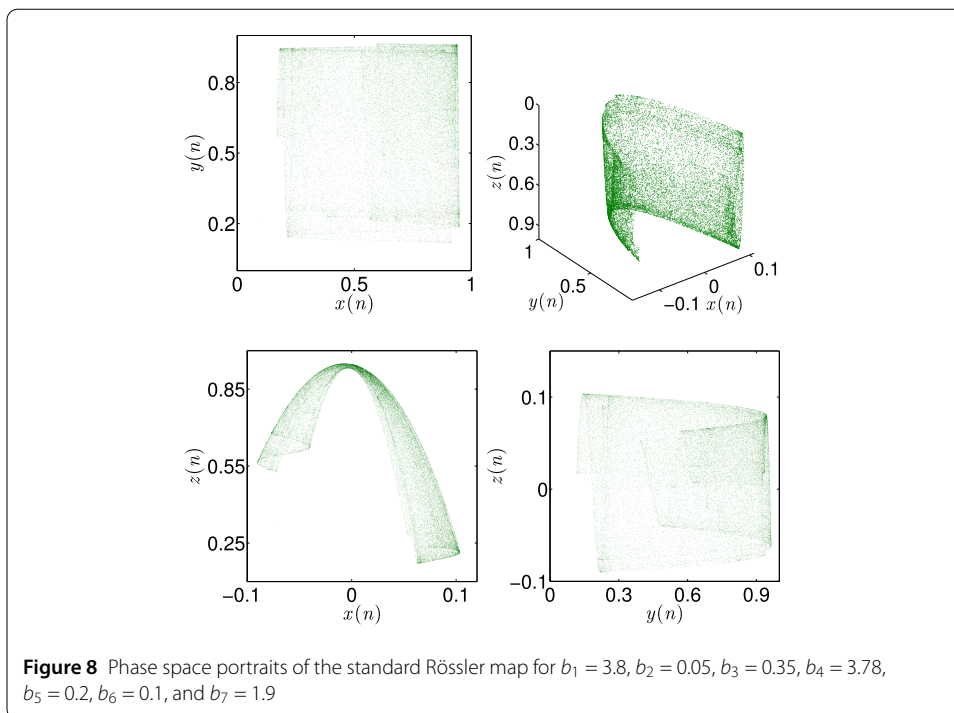 0.8
0.5
0.2
y(n)
0
0.5
1
x(n)
0
0.3
0.6
0.9
z(n)
1
0.5
y(n)
−0.1
0
0.1
x(n)
0.85
0.55
0.25
z(n)
−0.1
0
0.1
x(n)
0.1
0
−0.1
z(n)
0
0.3
0.6
0.9
y(n)
Figure 8 Phase space portraits of the standard Rössler map for b₁ = 3.8, b₂ = 0.05, b₃ = 0.35, b₄ = 3.78,
b₅ = 0.2, b₆ = 0.1, and b₇ = 1.9